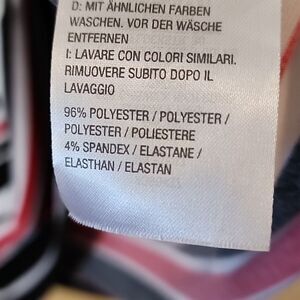 D: MIT ÄHNLICHEN FARBEN
WASCHEN. VOR DER WÄSCHE
ENTFERNEN
I: LAVARE CON COLORI SIMILARI.
RIMUOVERE SUBITO DOPO IL
LAVAGGIO
96% POLYESTER / POLYESTER /
POLYESTER / POLIESTERE
4% SPANDEX / ELASTANE /
ELASTHAN / ELASTAN